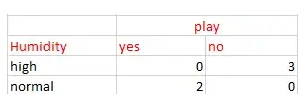 play
Humidity yes no
high 0 3
normal 2 0